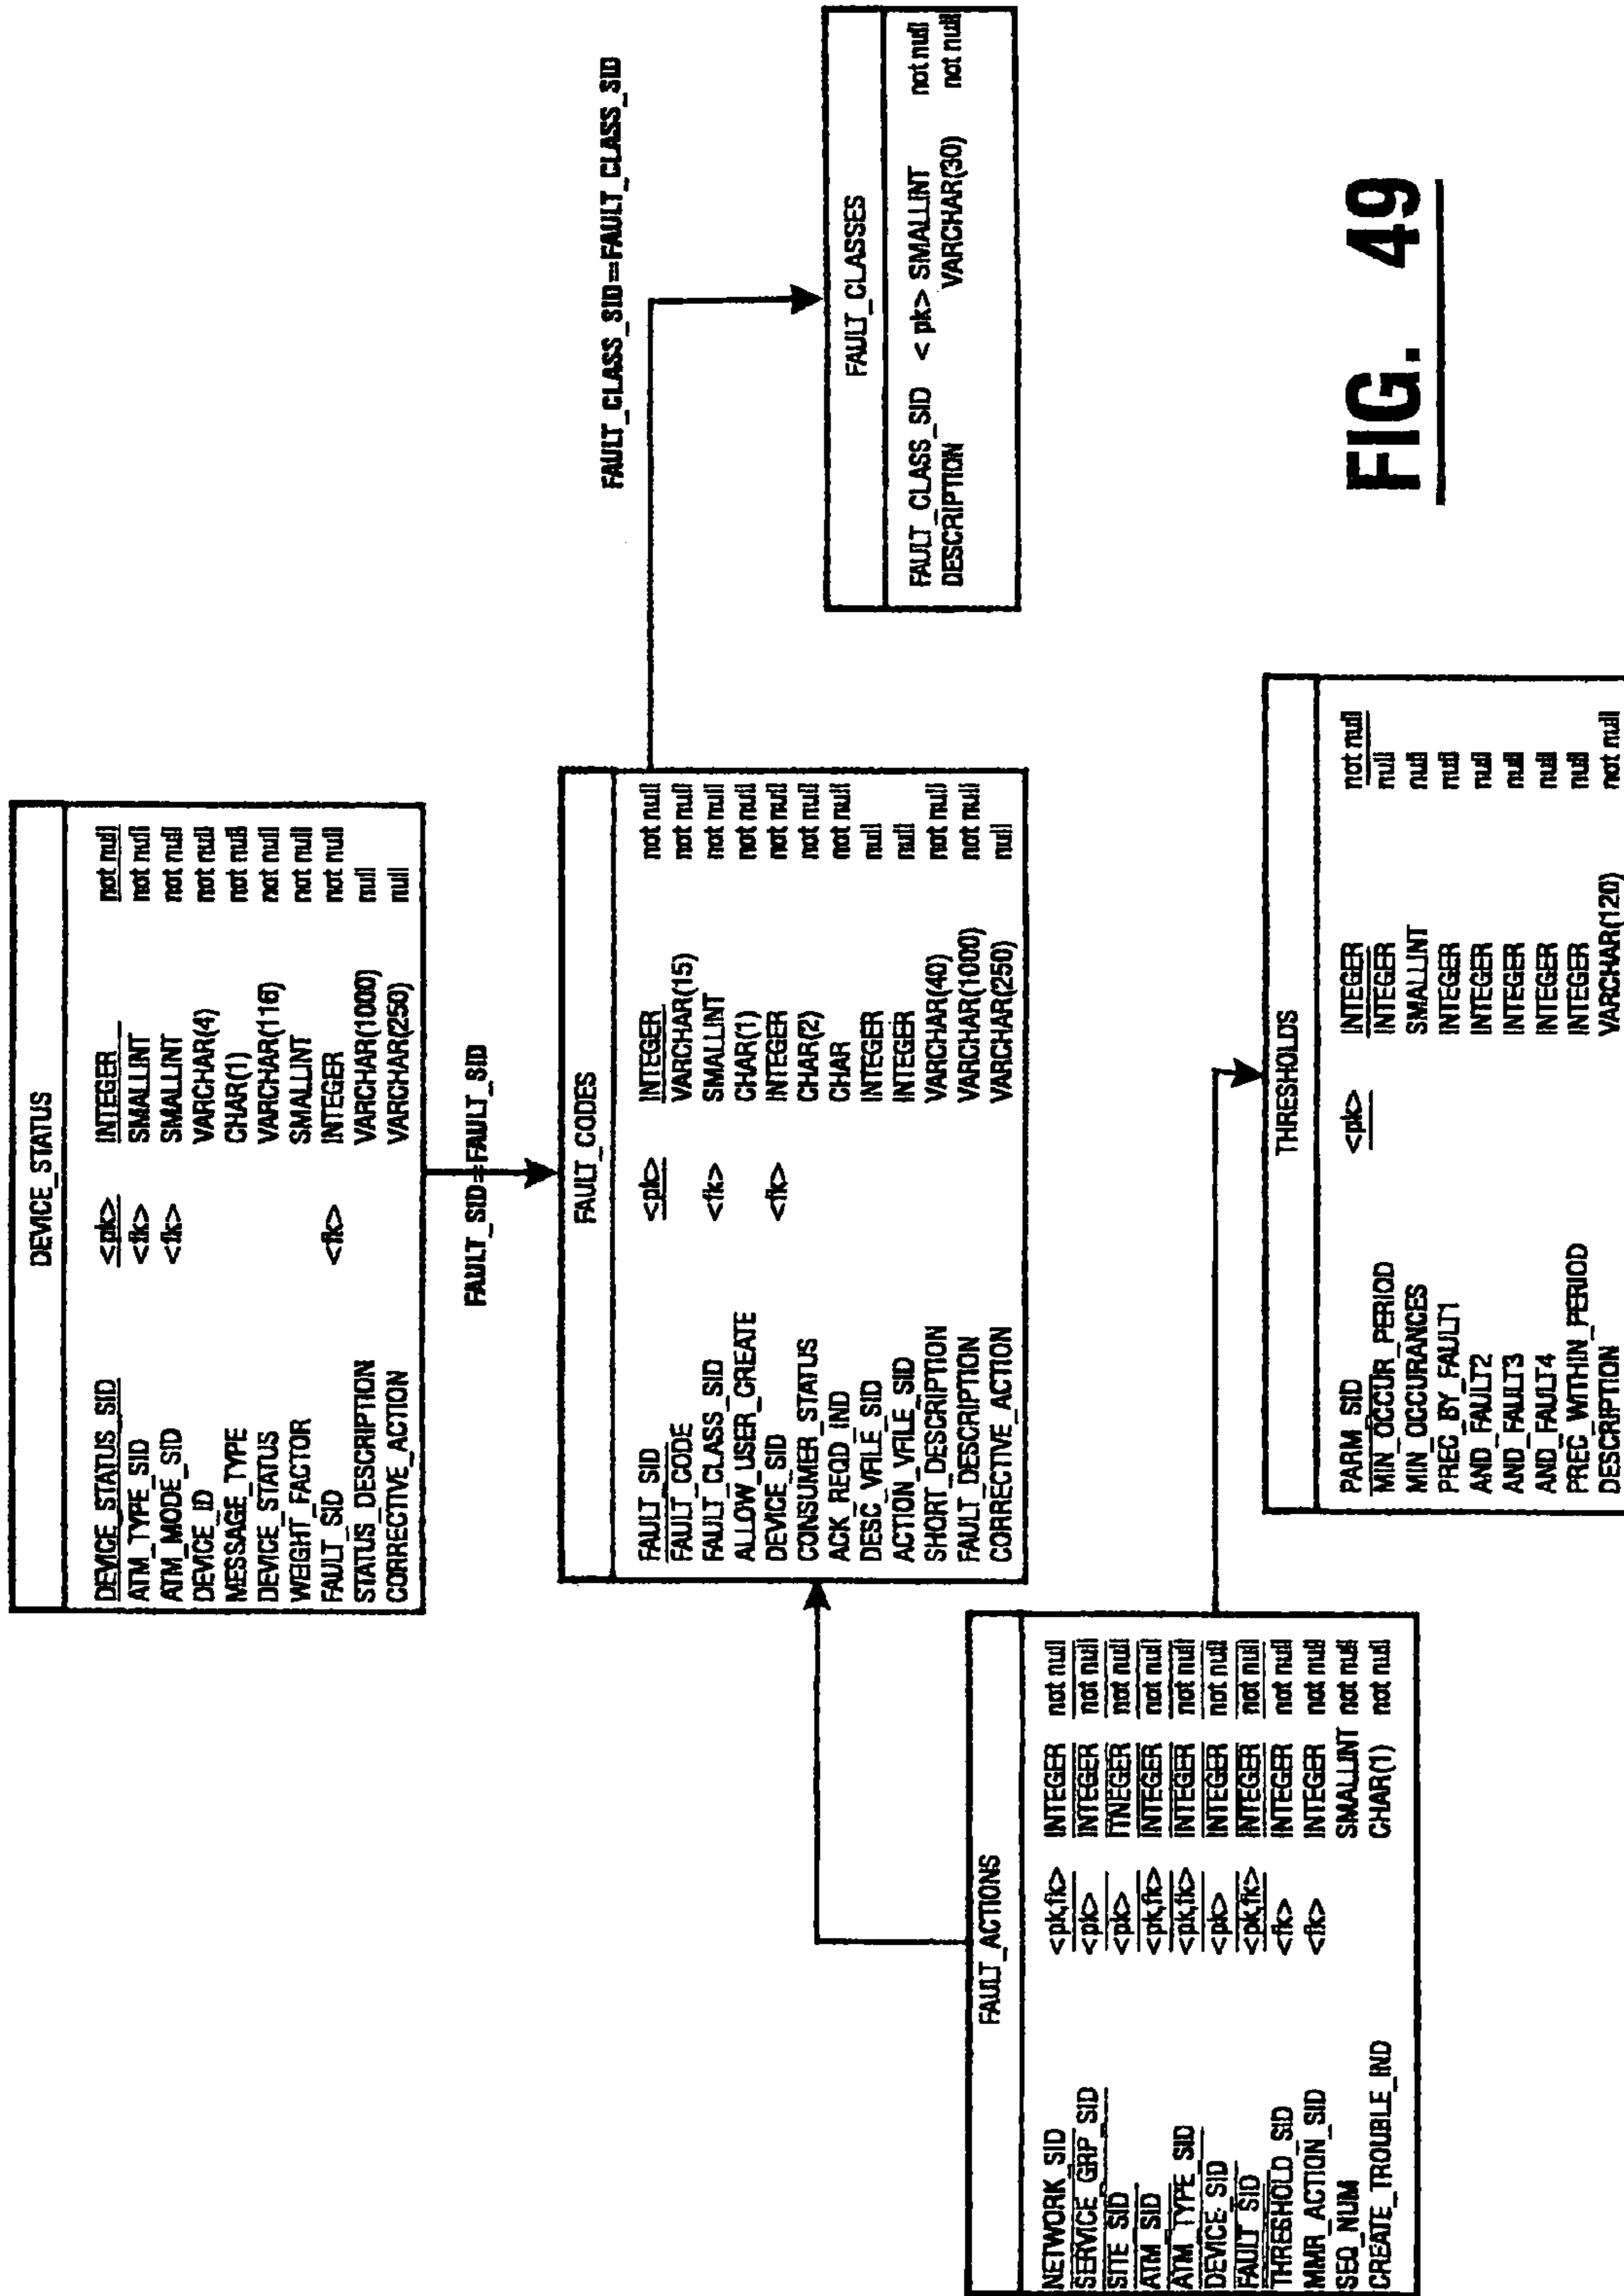 DEVICE_STATUS
DEVICE_STATUS_SID <pk> INTEGER not null
ATM_TYPE_SID <fk> SMALLINT not null
ATM_MODE_SID <fk> SMALLINT not null
DEVICE_ID VARCHAR(4) not null
MESSAGE_TYPE CHAR(1) not null
DEVICE_STATUS VARCHAR(116) not null
WEIGHT_FACTOR SMALLINT not null
FAULT_SID <fk> INTEGER not null
STATUS_DESCRIPTION VARCHAR(1000) null
CORRECTIVE_ACTION VARCHAR(250) null
FAULT_SID=FAULT_SID
FAULT_CODES
FAULT_SID <pk> INTEGER not null
FAULT_CODE VARCHAR(15) not null
FAULT_CLASS_SID <fk> SMALLINT not null
ALLOW_USER_CREATE CHAR(1) not null
DEVICE_SID <fk> INTEGER not null
CONSUMER_STATUS CHAR(2) not null
ACK_REQD_IND CHAR not null
DESC_VFILE_SID INTEGER null
ACTION_VFILE_SID INTEGER null
SHORT_DESCRIPTION VARCHAR(40) not null
FAULT_DESCRIPTION VARCHAR(1000) not null
CORRECTIVE_ACTION VARCHAR(250) null
FAULT_CLASS_SID=FAULT_CLASS_SID
FAULT_CLASSES
FAULT_CLASS_SID < pk> SMALLINT not null
DESCRIPTION VARCHAR(30) not null
FAULT_ACTIONS
NETWORK_SID <pk,fk> INTEGER not null
SERVICE_GRP_SID <pk> INTEGER not null
SITE_SID <pk> ITNEGER not null
ATM_SID <pk,fk> INTEGER not null
ATM_TYPE_SID <pk,fk> INTEGER not null
DEVICE_SID <pk> INTEGER not null
FAULT_SID <pk,fk> INTEGER not null
THRESHOLD_SID <fk> INTEGER not null
MMR_ACTION_SID <fk> INTEGER not null
SEQ_NUM SMALLINT not null
CREATE_TROUBLE_IND CHAR(1) not null
THRESHOLDS
PARM_SID <pk> INTEGER not null
MIN_OCCUR_PERIOD INTEGER null
MIN_OCCURANCES SMALLINT null
PREC_BY_FAULT1 INTEGER null
AND_FAULT2 INTEGER null
AND_FAULT3 INTEGER null
AND_FAULT4 INTEGER null
PREC_WITHIN_PERIOD INTEGER null
DESCRIPTION VARCHAR(120) not null
FIG. 49